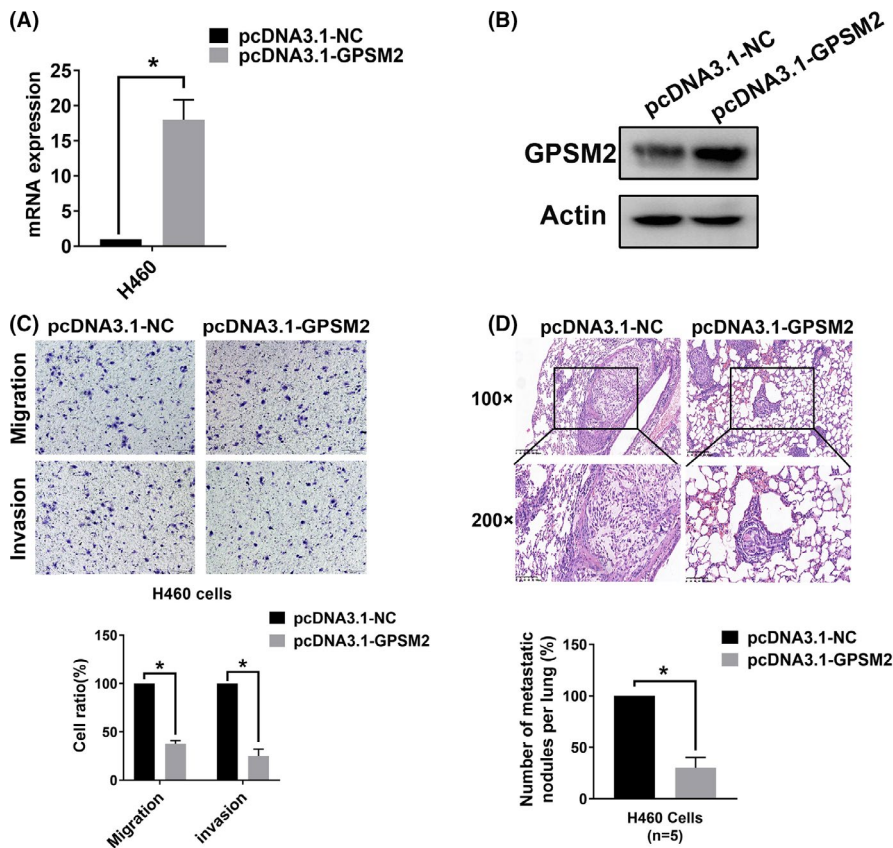 (A)
pcDNA3.1-NC
pcDNA3.1-GPSM2
*
mRNA expression
25
20
15
10
5
0
H460
(B)
pcDNA3.1-NC
pcDNA3.1-GPSM2
GPSM2
Actin
(C)
pcDNA3.1-NC pcDNA3.1-GPSM2
Migration
Invasion
H460 cells
pcDNA3.1-NC
pcDNA3.1-GPSM2
Cell ratio(%)
150
100
50
0
* *
Migration invasion
(D)
pcDNA3.1-NC pcDNA3.1-GPSM2
100×
200×
pcDNA3.1-NC
pcDNA3.1-GPSM2
Number of metastatic
nodules per lung (%)
150
100
50
0
*
H460 Cells
(n=5)